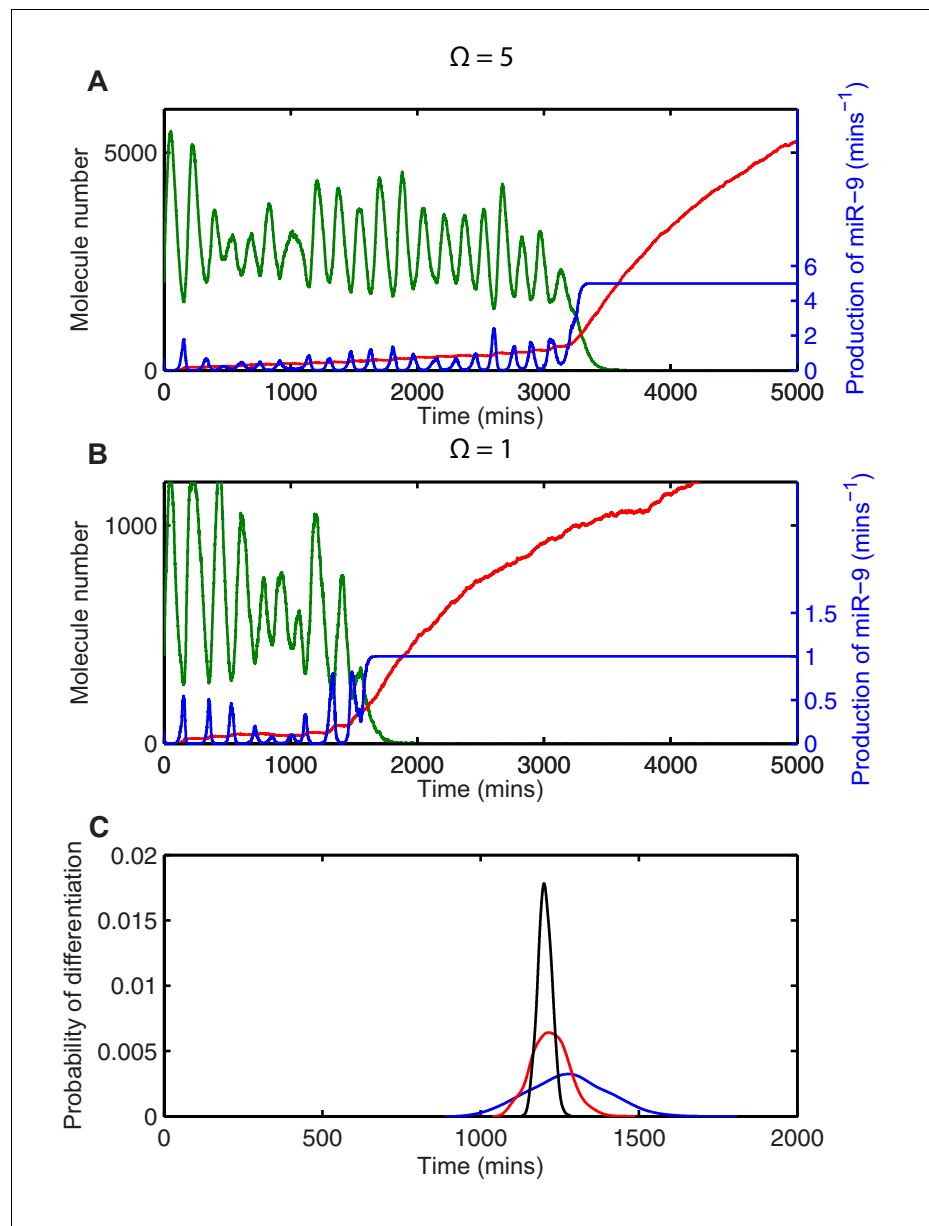 Ω = 5
A
Molecule number
5000
0
0 1000 2000 3000 4000 5000
Time (mins)
6
4
2
0
Production of miR−9 (mins−1)
Ω = 1
B
Molecule number
1000
0
0 1000 2000 3000 4000 5000
Time (mins)
1.5
1
0.5
0
Production of miR−9 (mins−1)
C
Probability of differentiation
0.02
0.015
0.01
0.005
0
0 500 1000 1500 2000
Time (mins)